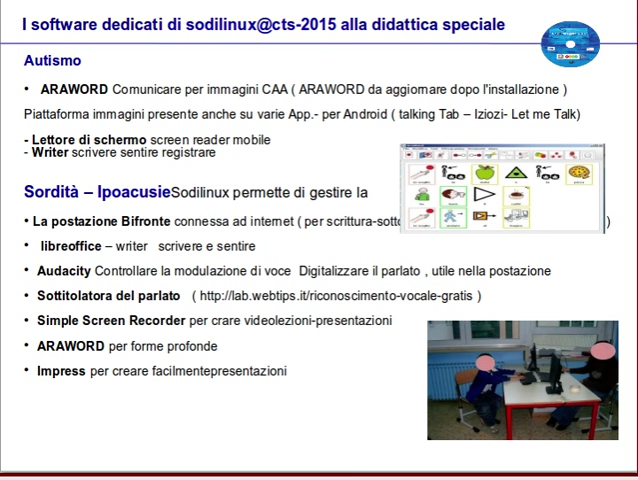 I software dedicati di sodilinux@cts-2015 alla didattica speciale
Autismo
• ARAWORD Comunicare per immagini CAA ( ARAWORD da aggiornare dopo l'installazione )
Piattaforma immagini presente anche su varie App.- per Android ( talking Tab – Iziozi- Let me Talk)
- Lettore di schermo screen reader mobile
- Writer scrivere sentire registrare
Sordità – IpoacusieSodilinux permette di gestire la
• La postazione Bifronte connessa ad internet ( per scrittura-sotto )
• libreoffice – writer scrivere e sentire
• Audacity Controllare la modulazione di voce Digitalizzare il parlato , utile nella postazione
• Sottitolatora del parlato ( http://lab.webtips.it/riconoscimento-vocale-gratis )
• Simple Screen Recorder per crare videolezioni-presentazioni
• ARAWORD per forme profonde
• Impress per creare facilmentepresentazioni